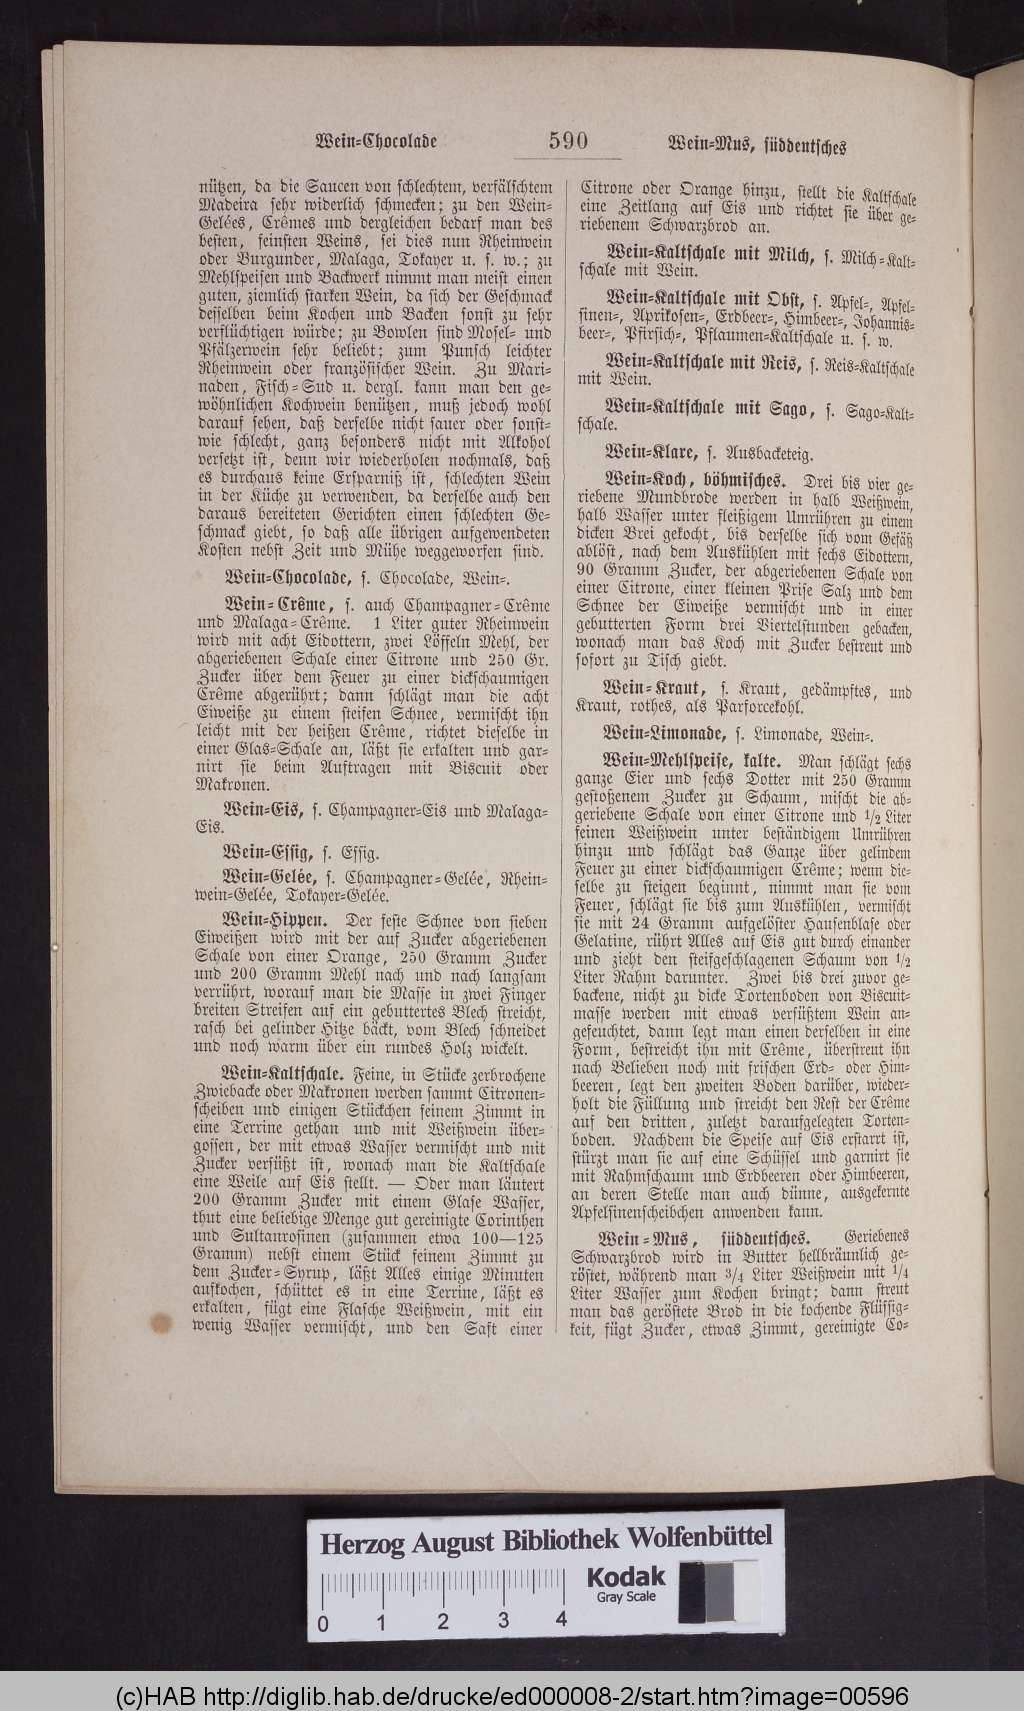 Wein=Chocolade 590 Wein=Mus, süddeutsches
nützen, da die Saucen von schlechtem, verfälschtem
Madeira sehr widerlich schmecken; zu den Wein=
Gelées, Crêmes und dergleichen bedarf man des
besten, feinsten Weins, sei dies nun Rheinwein
oder Burgunder, Malaga, Tokayer u. s. w.; zu
Mehlspeisen und Backwerk nimmt man meist einen
guten, ziemlich starken Wein, da sich der Geschmack
desselben beim Kochen und Backen sonst zu sehr
verflüchtigen würde; zu Bowlen sind Mosel= und
Pfälzerwein sehr beliebt; zum Punsch leichter
Rheinwein oder französischer Wein. Zu Mari=
naden, Fisch=Sud u. dergl. kann man den ge=
wöhnlichen Kochwein benützen, muß jedoch wohl
darauf sehen, daß derselbe nicht sauer oder sonst=
wie schlecht, ganz besonders nicht mit Alkohol
versetzt ist, denn wir wiederholen nochmals, daß
es durchaus keine Ersparniß ist, schlechten Wein
in der Küche zu verwenden, da derselbe auch den
daraus bereiteten Gerichten einen schlechten Ge=
schmack giebt, so daß alle übrigen aufgewendeten
Kosten nebst Zeit und Mühe weggeworfen sind.
Wein=Chocolade, s. Chocolade, Wein=.
Wein=Crême, s. auch Champagner=Crême
und Malaga=Crême. 1 Liter guter Rheinwein
wird mit acht Eidottern, zwei Löffeln Mehl, der
abgeriebenen Schale einer Citrone und 250 Gr.
Zucker über dem Feuer zu einer dickschaumigen
Crême abgerührt; dann schlägt man die acht
Eiweiße zu einem steifen Schnee, vermischt ihn
leicht mit der heißen Crême, richtet dieselbe in
einer Glas=Schale an, läßt sie erkalten und gar=
nirt sie beim Auftragen mit Biscuit oder
Makronen.
Wein=Eis, s. Champagner=Eis und Malaga=
Eis.
Wein=Essig, s. Essig.
Wein=Gelée, s. Champagner=Gelée, Rhein=
wein=Gelée, Tokayer=Gelée.
Wein=Hippen. Der feste Schnee von sieben
Eiweißen wird mit der auf Zucker abgeriebenen
Schale von einer Orange, 250 Gramm Zucker
und 200 Gramm Mehl nach und nach langsam
verrührt, worauf man die Masse in zwei Finger
breiten Streifen auf ein gebuttertes Blech streicht,
rasch bei gelinder Hitze bäckt, vom Blech schneidet
und noch warm über ein rundes Holz wickelt.
Wein=Kaltschale. Feine, in Stücke zerbrochene
Zwiebacke oder Makronen werden sammt Citronen=
scheiben und einigen Stückchen feinem Zimmt in
eine Terrine gethan und mit Weißwein über=
gossen, der mit etwas Wasser vermischt und mit
Zucker versüßt ist, wonach man die Kaltschale
eine Weile auf Eis stellt. — Oder man läutert
200 Gramm Zucker mit einem Glase Wasser,
thut eine beliebige Menge gut gereinigte Corinthen
und Sultanrosinen (zusammen etwa 100—125
Gramm) nebst einem Stück feinem Zimmt zu
dem Zucker=Syrup, läßt Alles einige Minuten
aufkochen, schüttet es in eine Terrine, läßt es
erkalten, fügt eine Flasche Weißwein, mit ein
wenig Wasser vermischt, und den Saft einer
Citrone oder Orange hinzu, stellt die Kaltschale
eine Zeitlang auf Eis und richtet sie über ge=
riebenem Schwarzbrod an.
Wein=Kaltschale mit Milch, s. Milch=Kalt=
schale mit Wein.
Wein=Kaltschale mit Obst, s. Apfel=, Apfel=
sinen=, Aprikosen=, Erdbeer=, Himbeer=, Johannis=
beer=, Pfirsich=, Pflaumen=Kaltschale u. s. w.
Wein=Kaltschale mit Reis, s. Reis=Kaltschale
mit Wein.
Wein=Kaltschale mit Sago, s. Sago=Kalt=
schale.
Wein=Klare, s. Ausbacketeig.
Wein=Koch, böhmisches. Drei bis vier ge=
riebene Mundbrode werden in halb Weißwein,
halb Wasser unter fleißigem Umrühren zu einem
dicken Brei gekocht, bis derselbe sich vom Gefäß
ablöst, nach dem Auskühlen mit sechs Eidottern,
90 Gramm Zucker, der abgeriebenen Schale von
einer Citrone, einer kleinen Prise Salz und dem
Schnee der Eiweiße vermischt und in einer
gebutterten Form drei Viertelstunden gebacken,
wonach man das Koch mit Zucker bestreut und
sofort zu Tisch giebt.
Wein=Kraut, s. Kraut, gedämpftes, und
Kraut, rothes, als Parforcekohl.
Wein=Limonade, s. Limonade, Wein=.
Wein=Mehlspeise, kalte. Man schlägt sechs
ganze Eier und sechs Dotter mit 250 Gramm
gestoßenem Zucker zu Schaum, mischt die ab=
geriebene Schale von einer Citrone und 1/2 Liter
feinen Weißwein unter beständigem Umrühren
hinzu und schlägt das Ganze über gelindem
Feuer zu einer dickschaumigen Crême; wenn die=
selbe zu steigen beginnt, nimmt man sie vom
Feuer, schlägt sie bis zum Auskühlen, vermischt
sie mit 24 Gramm aufgelöster Hausenblase oder
Gelatine, rührt Alles auf Eis gut durch einander
und zieht den steifgeschlagenen Schaum von 1/2
Liter Rahm darunter. Zwei bis drei zuvor ge=
backene, nicht zu dicke Tortenboden von Biscuit=
masse werden mit etwas versüßtem Wein an=
gefeuchtet, dann legt man einen derselben in eine
Form, bestreicht ihn mit Crême, überstreut ihn
nach Belieben noch mit frischen Erd= oder Him=
beeren, legt den zweiten Boden darüber, wieder=
holt die Füllung und streicht den Rest der Crême
auf den dritten, zuletzt daraufgelegten Torten=
boden. Nachdem die Speise auf Eis erstarrt ist,
stürzt man sie auf eine Schüssel und garnirt sie
mit Rahmschaum und Erdbeeren oder Himbeeren,
an deren Stelle man auch dünne, ausgekernte
Apfelsinenscheibchen anwenden kann.
Wein=Mus, süddeutsches. Geriebenes
Schwarzbrod wird in Butter hellbräunlich ge=
röstet, während man 3/4 Liter Weißwein mit 1/4
Liter Wasser zum Kochen bringt; dann streut
man das geröstete Brod in die kochende Flüssig=
keit, fügt Zucker, etwas Zimmt, gereinigte Co=
Herzog August Bibliothek Wolfenbüttel
Kodak
Gray Scale
0 1 2 3 4
(c)HAB http://diglib.hab.de/drucke/ed000008-2/start.htm?image=00596